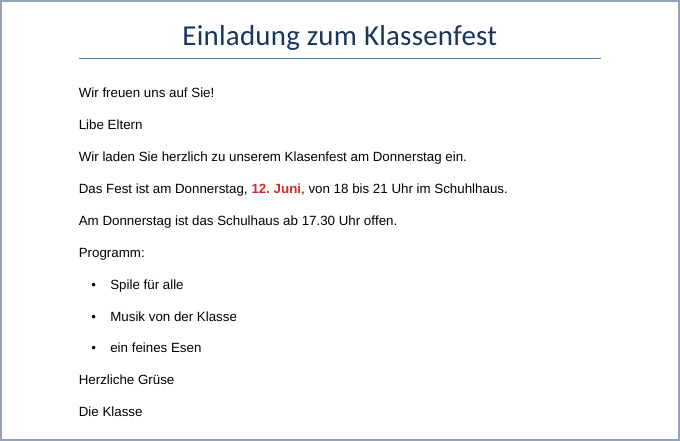 Einladung zum Klassenfest
Wir freuen uns auf Sie!
Libe Eltern
Wir laden Sie herzlich zu unserem Klasenfest am Donnerstag ein.
Das Fest ist am Donnerstag, 12. Juni, von 18 bis 21 Uhr im Schuhlhaus.
Am Donnerstag ist das Schulhaus ab 17.30 Uhr offen.
Programm:
• Spile für alle
• Musik von der Klasse
• ein feines Esen
Herzliche Grüse
Die Klasse